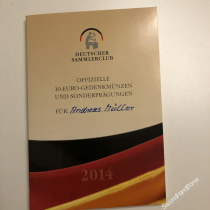 DEUTSCHER
SAMMLERCLUB
OFFIZIELLE
10-EURO-GEDENKMÜNZEN
UND SONDERPRÄGUNGEN
FÜR Andreas Müller
2014